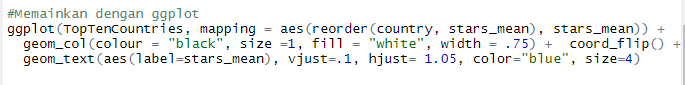 #Memainkan dengan ggplot
ggplot(TopTenCountries, mapping = aes(reorder(country, stars_mean), stars_mean)) +
  geom_col(colour = "black", size =1, fill = "white", width = .75) +  coord_flip() +
  geom_text(aes(label=stars_mean), vjust=.1, hjust= 1.05, color="blue", size=4)